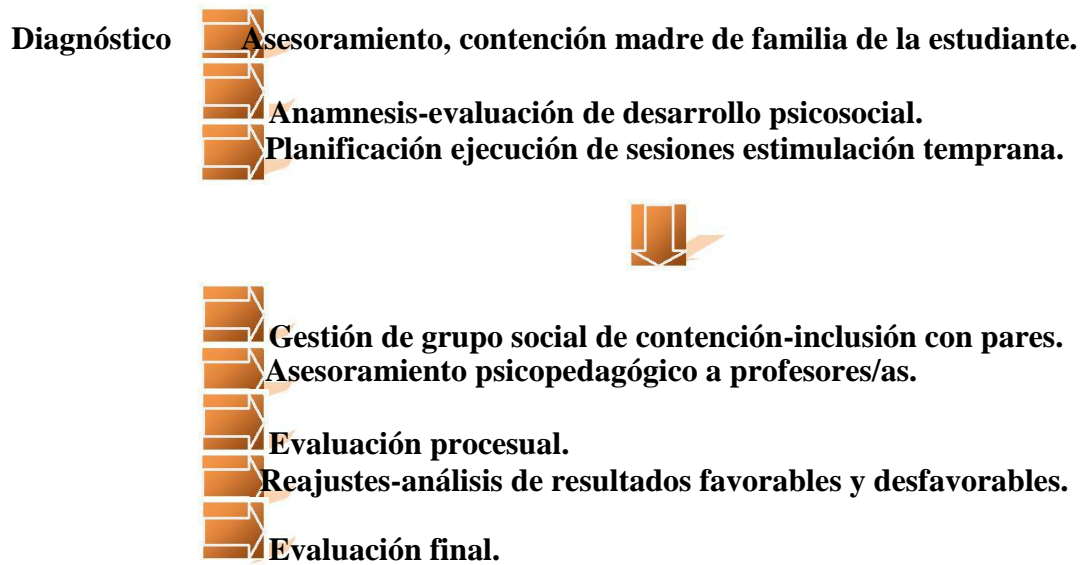 Diagnóstico Asesoramiento, contención madre de familia de la estudiante.
Anamnesis-evaluación de desarrollo psicosocial.
Planificación ejecución de sesiones estimulación temprana.
Gestión de grupo social de contención-inclusión con pares.
Asesoramiento psicopedagógico a profesores/as.
Evaluación procesual.
Reajustes-análisis de resultados favorables y desfavorables.
Evaluación final.